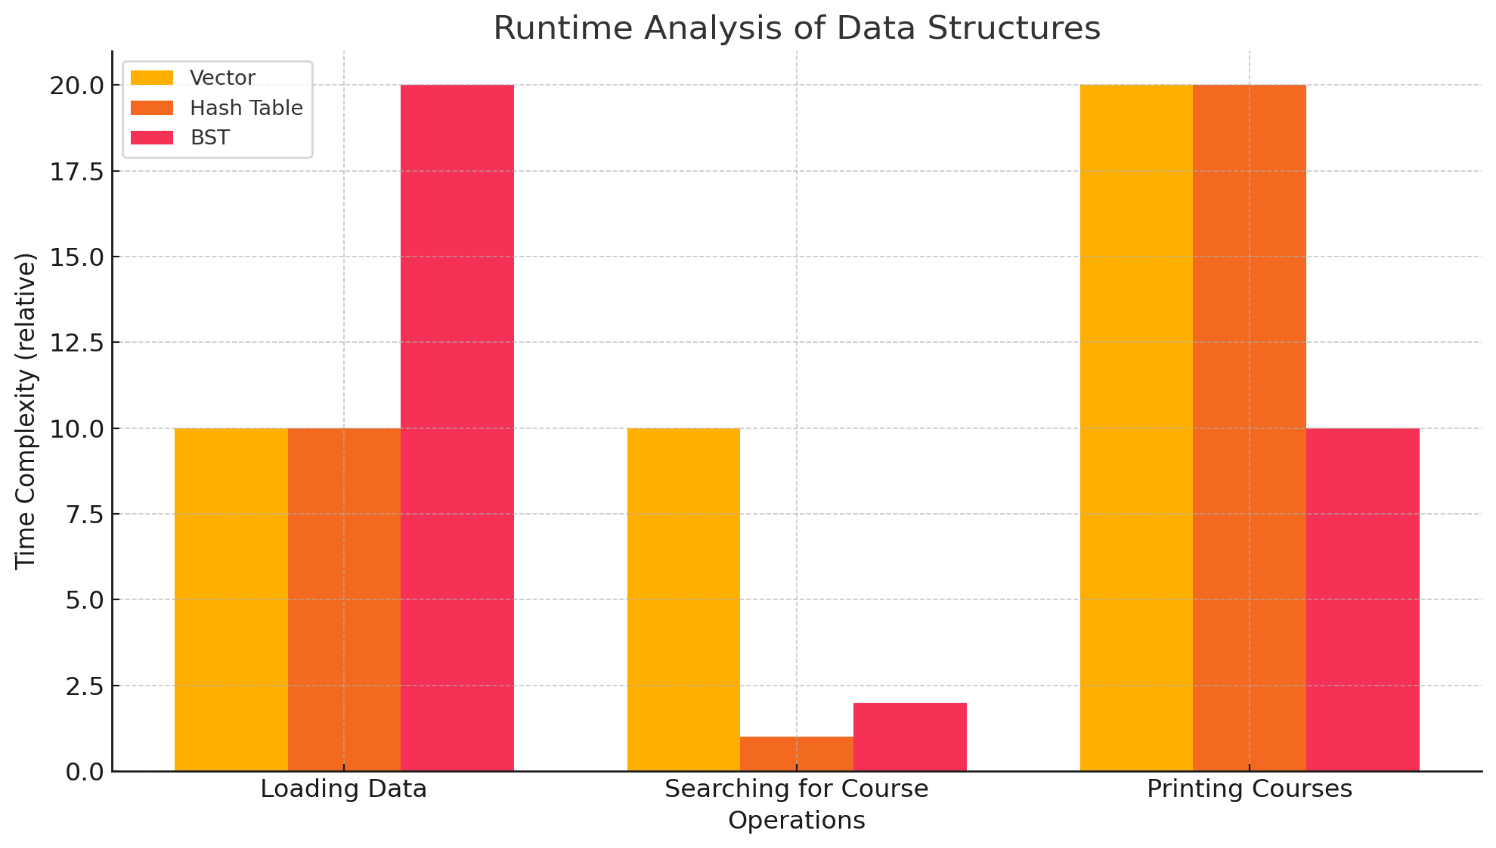 Runtime Analysis of Data Structures
Vector
Hash Table
BST
Time Complexity (relative)
20.0
17.5
15.0
12.5
10.0
7.5
5.0
2.5
0.0
Loading Data
Searching for Course
Printing Courses
Operations